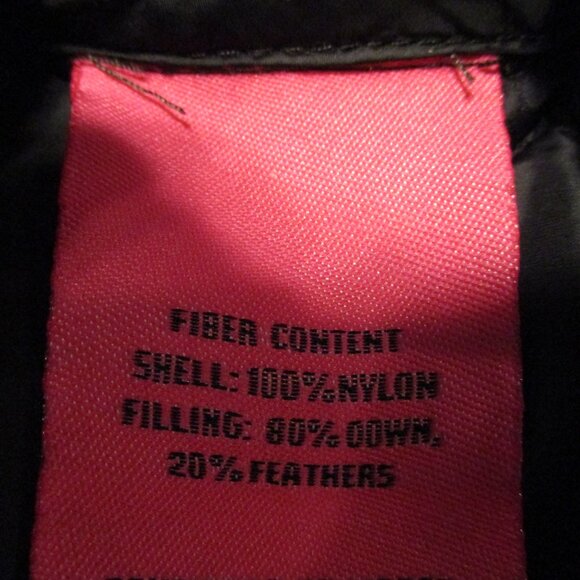 FIBER CONTENT
SHELL: 100% NYLON
FILLING: 80% DOWN,
20% FEATHERS